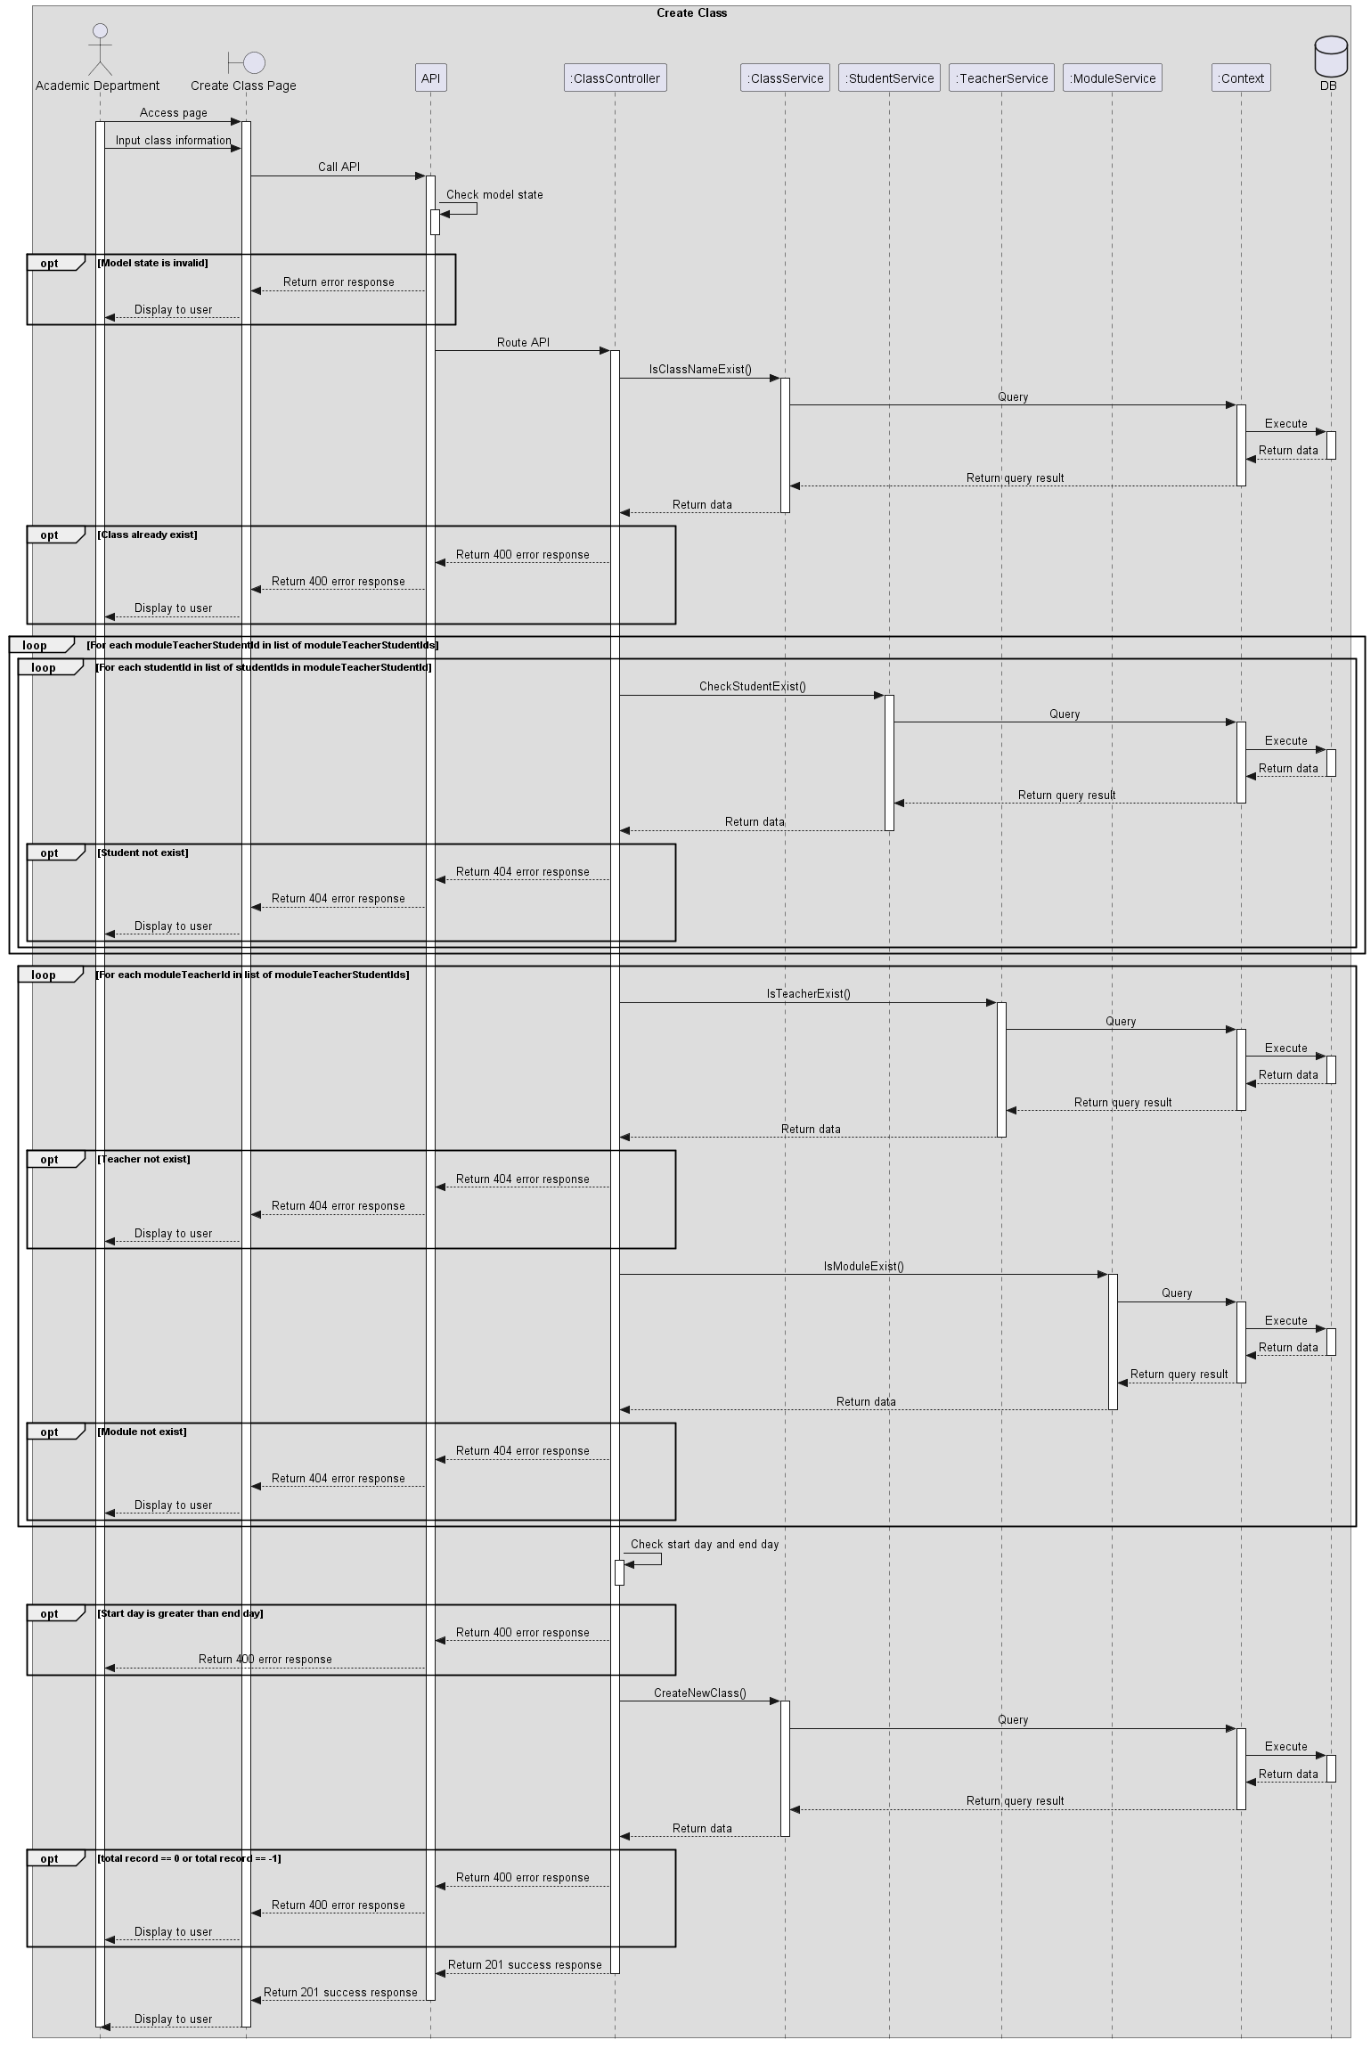 Create Class
Academic Department
Create Class Page
API
:ClassController
:ClassService
:StudentService
:TeacherService
:ModuleService
:Context
DB
Access page
Input class information
Call API
Check model state
opt [Model state is invalid]
Return error response
Display to user
Route API
IsClassNameExist()
Query
Execute
Return data
Return query result
Return data
opt [Class already exist]
Return 400 error response
Return 400 error response
Display to user
loop [For each moduleTeacherStudentId in list of moduleTeacherStudentIds]
loop [For each studentId in list of studentIds in moduleTeacherStudentId]
CheckStudentExist()
Query
Execute
Return data
Return query result
Return data
opt [Student not exist]
Return 404 error response
Return 404 error response
Display to user
loop [For each moduleTeacherId in list of moduleTeacherStudentIds]
IsTeacherExist()
Query
Execute
Return data
Return query result
Return data
opt [Teacher not exist]
Return 404 error response
Return 404 error response
Display to user
IsModuleExist()
Query
Execute
Return data
Return query result
Return data
opt [Module not exist]
Return 404 error response
Return 404 error response
Display to user
Check start day and end day
opt [Start day is greater than end day]
Return 400 error response
Return 400 error response
CreateNewClass()
Query
Execute
Return data
Return query result
Return data
opt [total record == 0 or total record == -1]
Return 400 error response
Return 400 error response
Display to user
Return 201 success response
Return 201 success response
Display to user